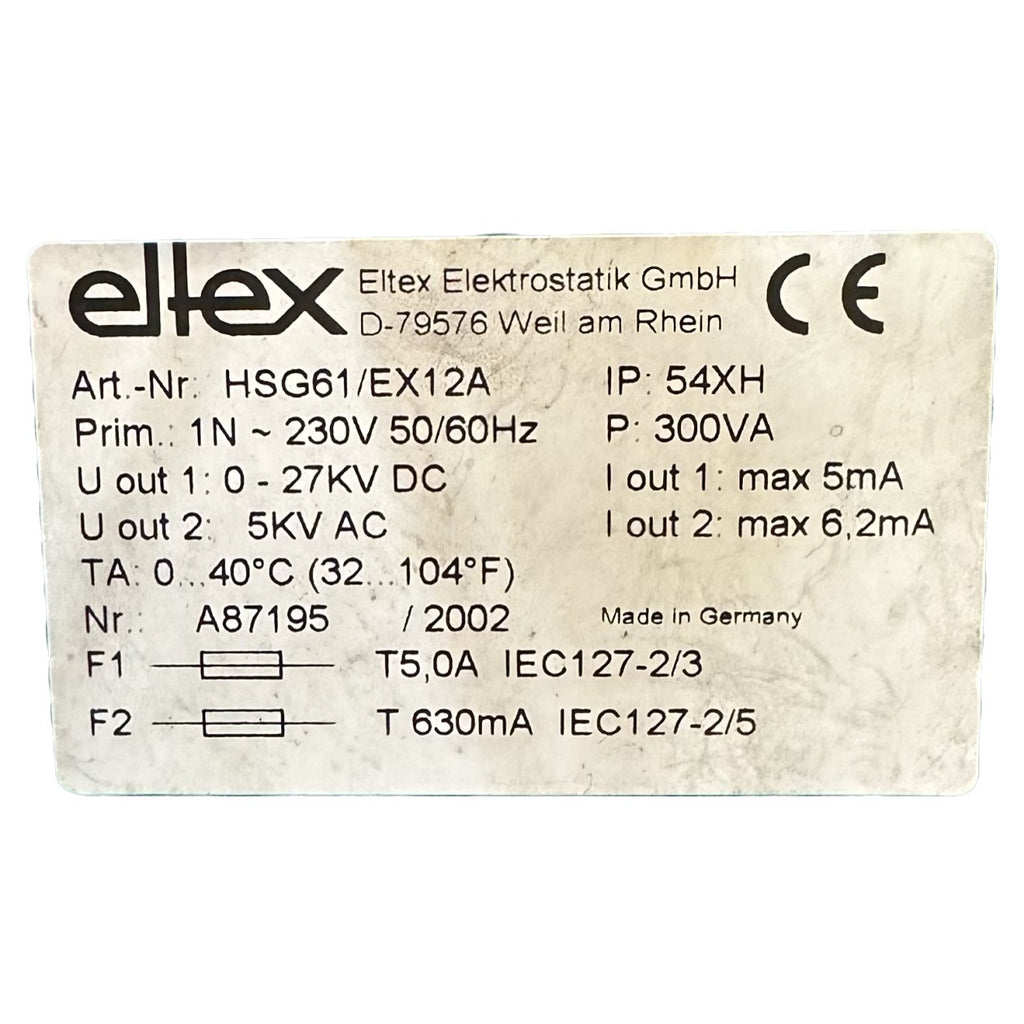 eltex Eltex Elektrostatik GmbH CE
D-79576 Weil am Rhein
Art.-Nr: HSG61/EX12A IP: 54XH
Prim.: 1N ~ 230V 50/60Hz P: 300VA
U out 1: 0 - 27KV DC I out 1: max 5mA
U out 2: 5KV AC I out 2: max 6,2mA
TA: 0...40°C (32...104°F)
Nr.: A87195 / 2002 Made in Germany
F1 T5,0A IEC127-2/3
F2 T 630mA IEC127-2/5